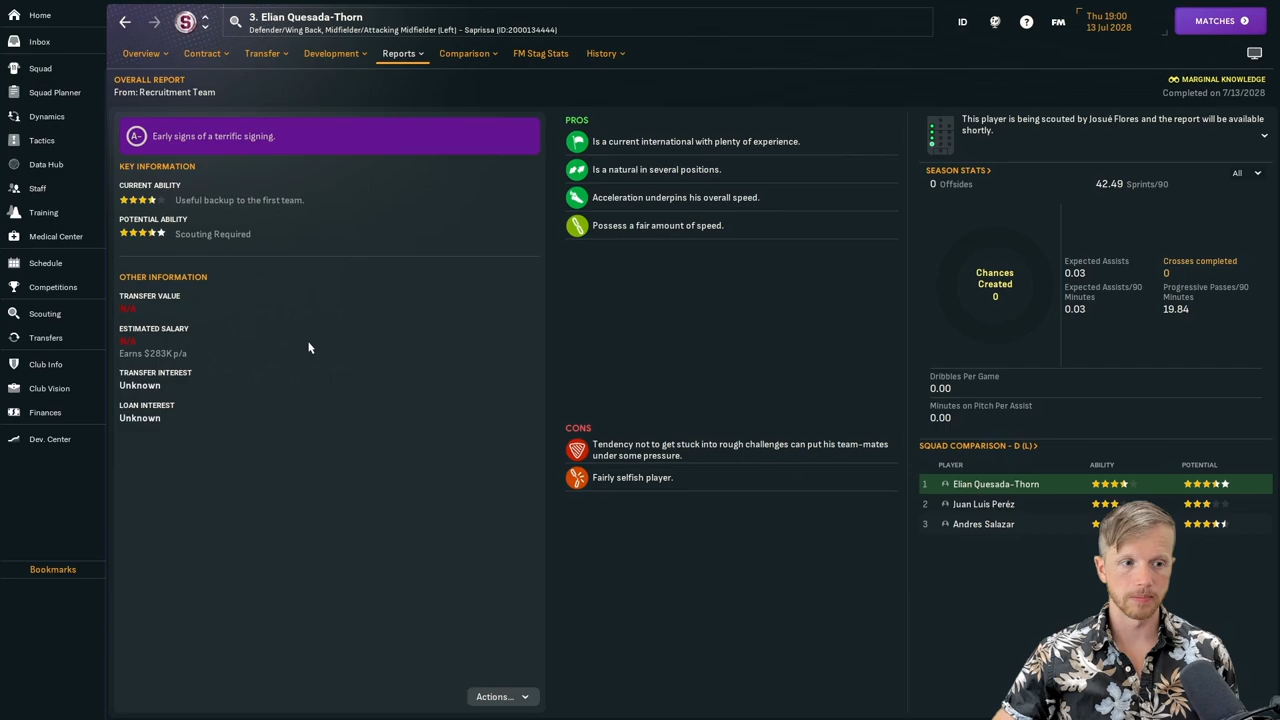 Home
Inbox
Squad
Squad Planner
Dynamics
Tactics
Data Hub
Staff
Training
Medical Center
Schedule
Competitions
Scouting
Transfers
Club Info
Club Vision
Finances
Dev. Center
Bookmarks
3. Elian Quesada-Thorn
Defender/Wing Back, Midfielder/Attacking Midfielder (Left) - Saprissa (ID:2000134444)
ID
FM
Thu 19:00
13 Jul 2028
MATCHES
Overview
Contract
Transfer
Development
Reports
Comparison
FM Stag Stats
History
OVERALL REPORT
From: Recruitment Team
MARGINAL KNOWLEDGE
Completed on 7/13/2028
A- Early signs of a terrific signing.
KEY INFORMATION
CURRENT ABILITY
Useful backup to the first team.
POTENTIAL ABILITY
Scouting Required
OTHER INFORMATION
TRANSFER VALUE
N/A
ESTIMATED SALARY
N/A
Earns $283K p/a
TRANSFER INTEREST
Unknown
LOAN INTEREST
Unknown
Actions...
PROS
Is a current international with plenty of experience.
Is a natural in several positions.
Acceleration underpins his overall speed.
Possess a fair amount of speed.
CONS
Tendency not to get stuck into rough challenges can put his team-mates
under some pressure.
Fairly selfish player.
This player is being scouted by Josué Flores and the report will be available
shortly.
SEASON STATS >
All
0 Offsides
42.49 Sprints/90
Chances
Created
0
Expected Assists
0.03
Expected Assists/90
Minutes
0.03
Crosses completed
0
Progressive Passes/90
Minutes
19.84
Dribbles Per Game
0.00
Minutes on Pitch Per Assist
0.00
SQUAD COMPARISON - D (L) >
PLAYER ABILITY POTENTIAL
1 Elian Quesada-Thorn
2 Juan Luis Peréz
3 Andres Salazar